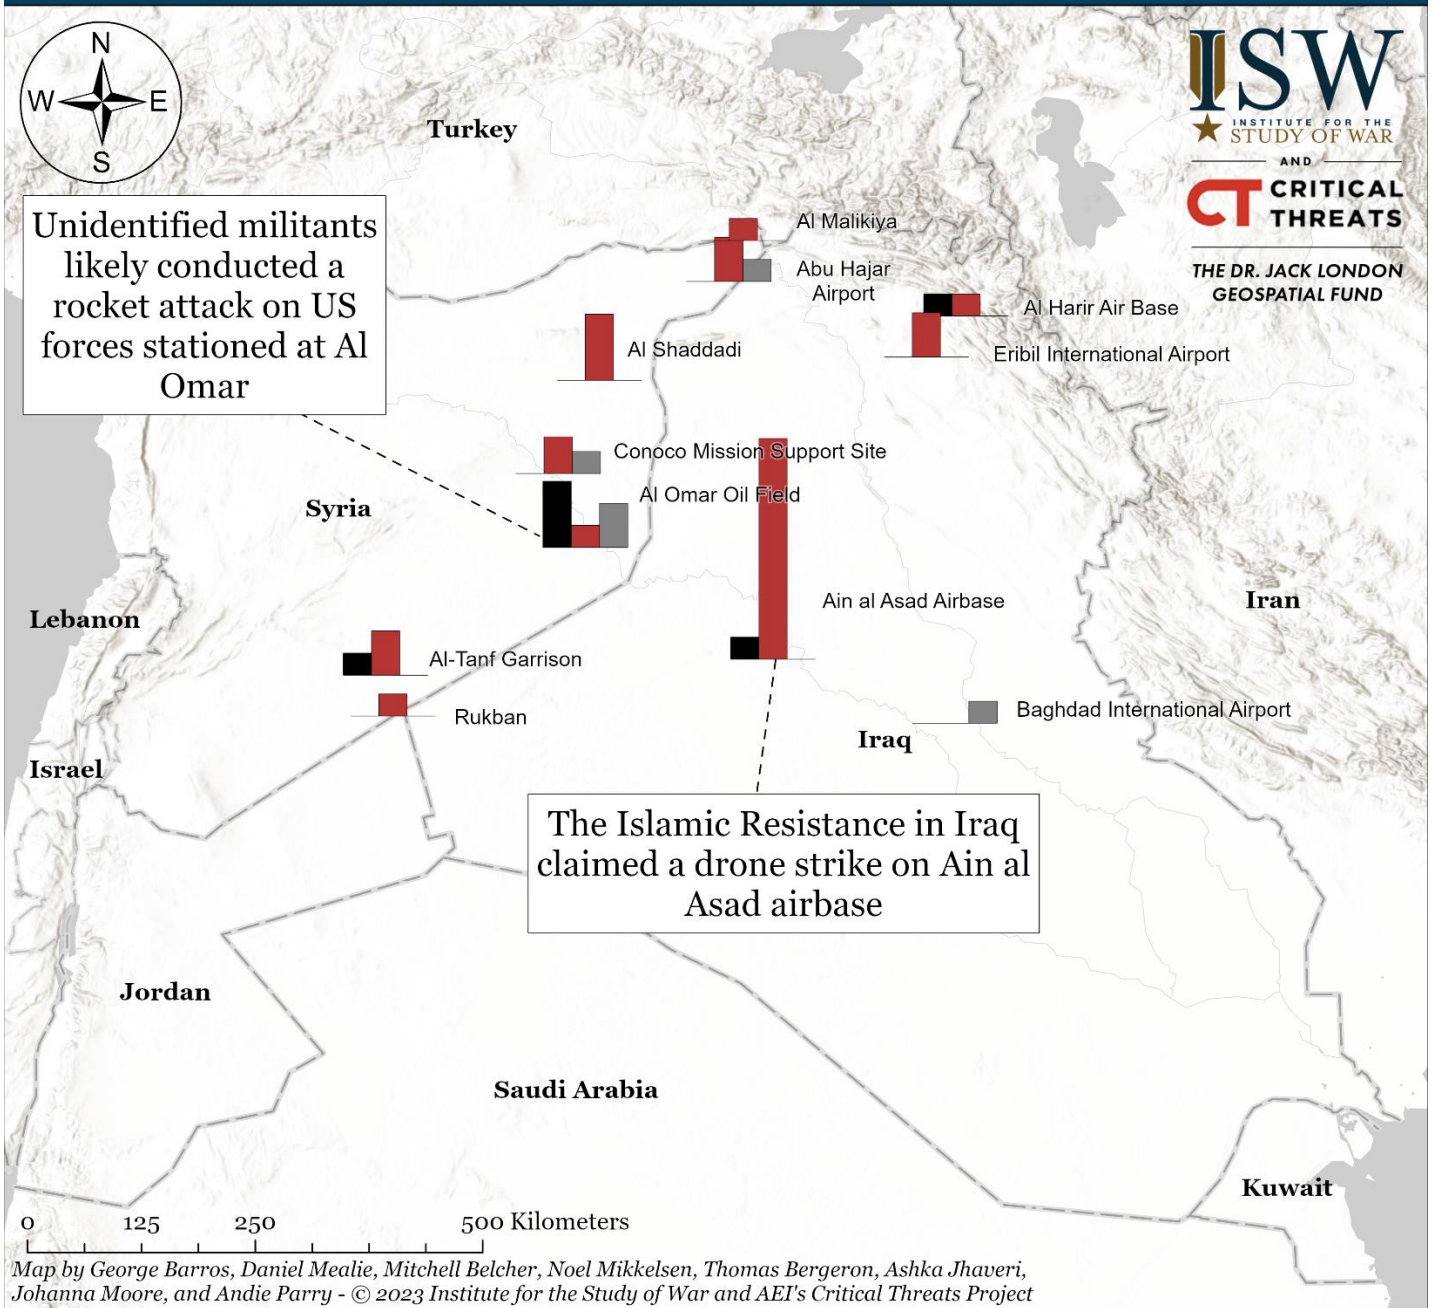 N
W
E
S
Turkey
ISW
INSTITUTE FOR THE
STUDY OF WAR
AND
CT CRITICAL
THREATS
THE DR. JACK LONDON
GEOSPATIAL FUND
Unidentified militants
likely conducted a
rocket attack on US
forces stationed at Al
Omar
Al Malikiya
Abu Hajar
Airport
Al Harir Air Base
Eribil International Airport
Al Shaddadi
Conoco Mission Support Site
Al Omar Oil Field
Syria
Ain al Asad Airbase
Iran
Lebanon
Al-Tanf Garrison
Rukban
Baghdad International Airport
Iraq
Israel
The Islamic Resistance in Iraq
claimed a drone strike on Ain al
Asad airbase
Jordan
Saudi Arabia
Kuwait
0 125 250 500 Kilometers
Map by George Barros, Daniel Mealie, Mitchell Belcher, Noel Mikkelsen, Thomas Bergeron, Ashka Jhaveri,
Johanna Moore, and Andie Parry - © 2023 Institute for the Study of War and AEI's Critical Threats Project